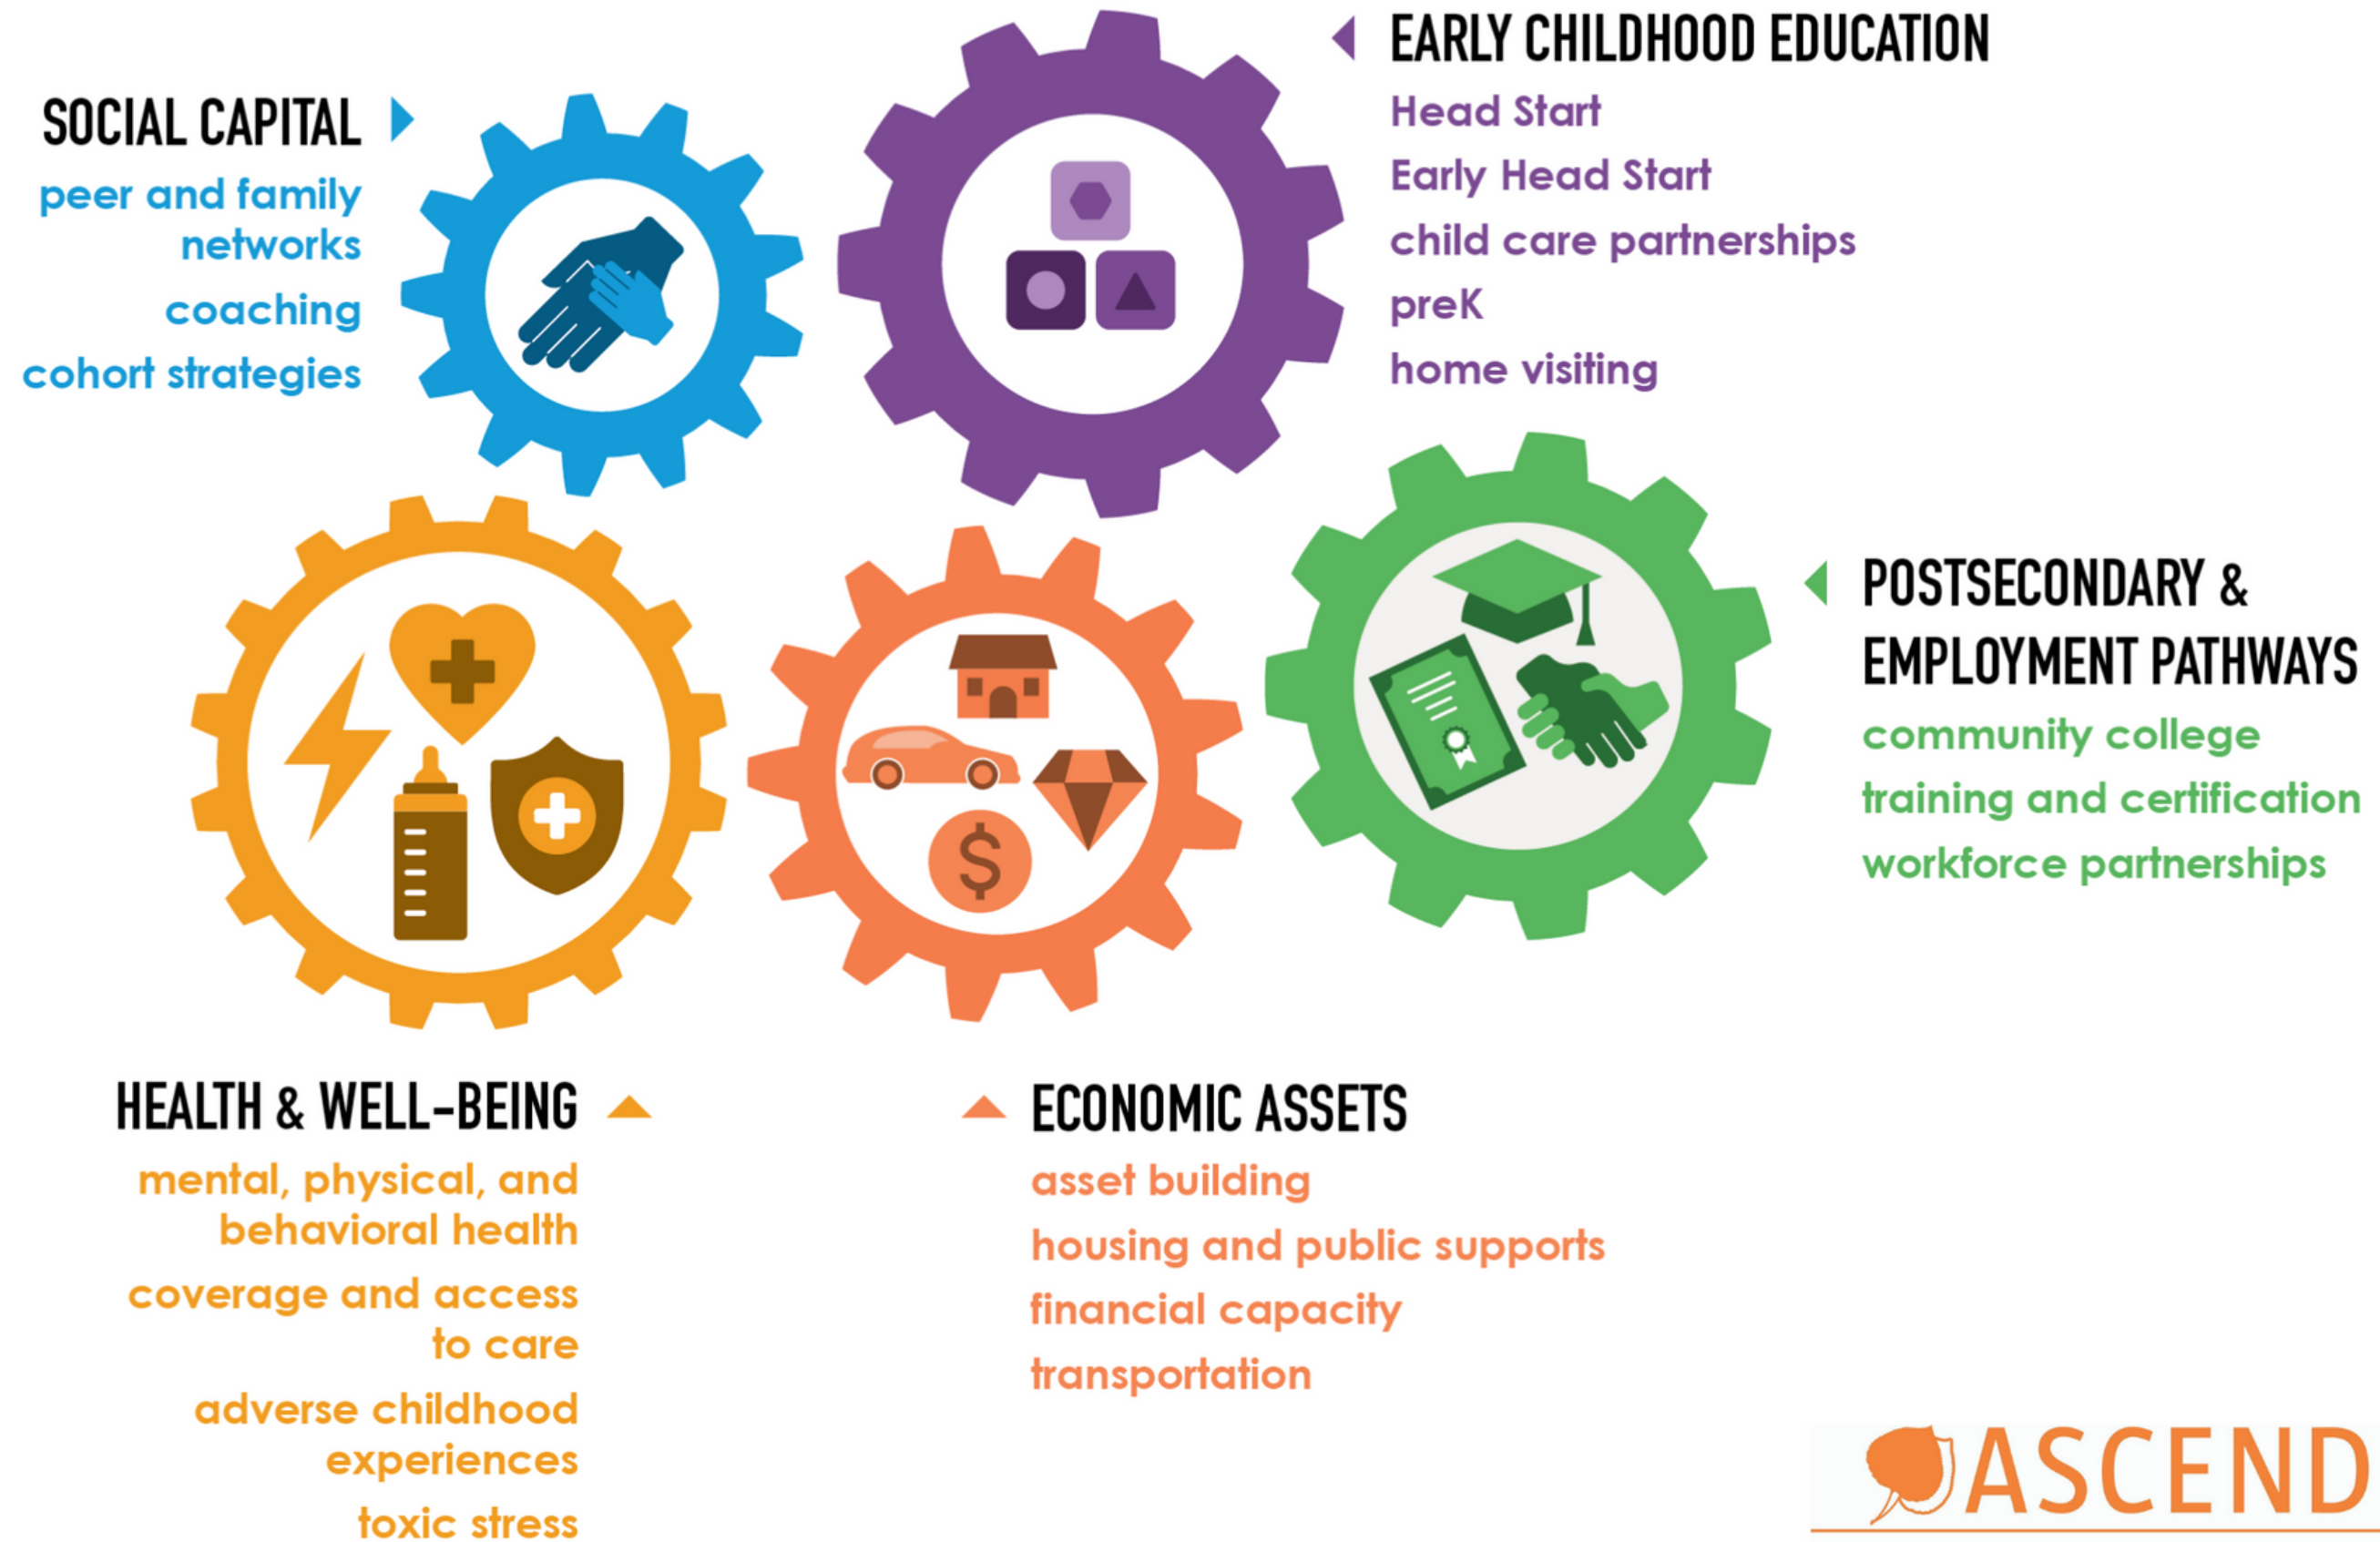 SOCIAL CAPITAL
peer and family
networks
coaching
cohort strategies
EARLY CHILDHOOD EDUCATION
Head Start
Early Head Start
child care partnerships
preK
home visiting
POSTSECONDARY &
EMPLOYMENT PATHWAYS
community college
training and certification
workforce partnerships
$
HEALTH & WELL-BEING
mental, physical, and
behavioral health
coverage and access
to care
adverse childhood
experiences
toxic stress
ECONOMIC ASSETS
asset building
housing and public supports
financial capacity
transportation
ASCEND